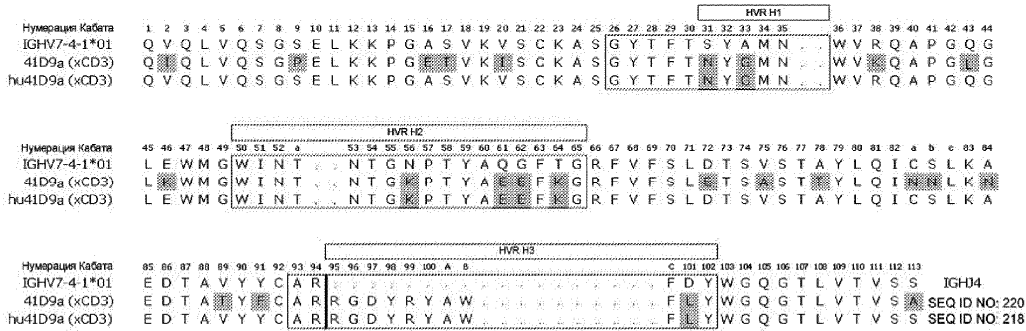 HVR H1
Нумерация Кабата 1 2 3 4 5 6 7 8 9 10 11 12 13 14 15 16 17 18 19 20 21 22 23 24 25 26 27 28 29 30 31 32 33 34 35 36 37 38 39 40 41 42 43 44
IGHV7-4-1*01 Q V Q L V Q S G S E L K K P G A S V K V S C K A S G Y T F T S Y A M N . . W V R Q A P G Q G
41D9a (xCD3) Q I Q L V Q S G P E L K K P G E T V K I S C K A S G Y T F T N Y G M N . . W V K Q A P G L G
hu41D9a (xCD3) Q V Q L V Q S G S E L K K P G A S V K V S C K A S G Y T F T N Y G M N . . W V R Q A P G Q G
HVR H2
Нумерация Кабата 45 46 47 48 49 50 51 52 a 53 54 55 56 57 58 59 60 61 62 63 64 65 66 67 68 69 70 71 72 73 74 75 76 77 78 79 80 81 82 a b c 83 84
IGHV7-4-1*01 L E W M G W I N T . . N T G N P T Y A Q G F T G R F V F S L D T S V S T A Y L Q I C S L K A
41D9a (xCD3) L K W M G W I N T . . N T G K P T Y A E E F K G R F V F S L E T S A S T T Y L Q I N N L K N
hu41D9a (xCD3) L E W M G W I N T . . N T G K P T Y A E E F K G R F V F S L D T S V S T A Y L Q I C S L K A
HVR H3
Нумерация Кабата 85 86 87 88 89 90 91 92 93 94 95 96 97 98 99 100 A B C 101 102 103 104 105 106 107 108 109 110 111 112 113
IGHV7-4-1*01 E D T A V Y Y C A R . . . . . . . . . . . . . . . . . . . . . F D Y W G Q G T L V T V S S IGHJ4
41D9a (xCD3) E D T A T Y F C A R R G D Y R Y A W . . . . . . . . . . . . . F L Y W G Q G T L V T V S A SEQ ID NO: 220
hu41D9a (xCD3) E D T A V Y Y C A R R G D Y R Y A W . . . . . . . . . . . . . F L Y W G Q G T L V T V S S SEQ ID NO: 218